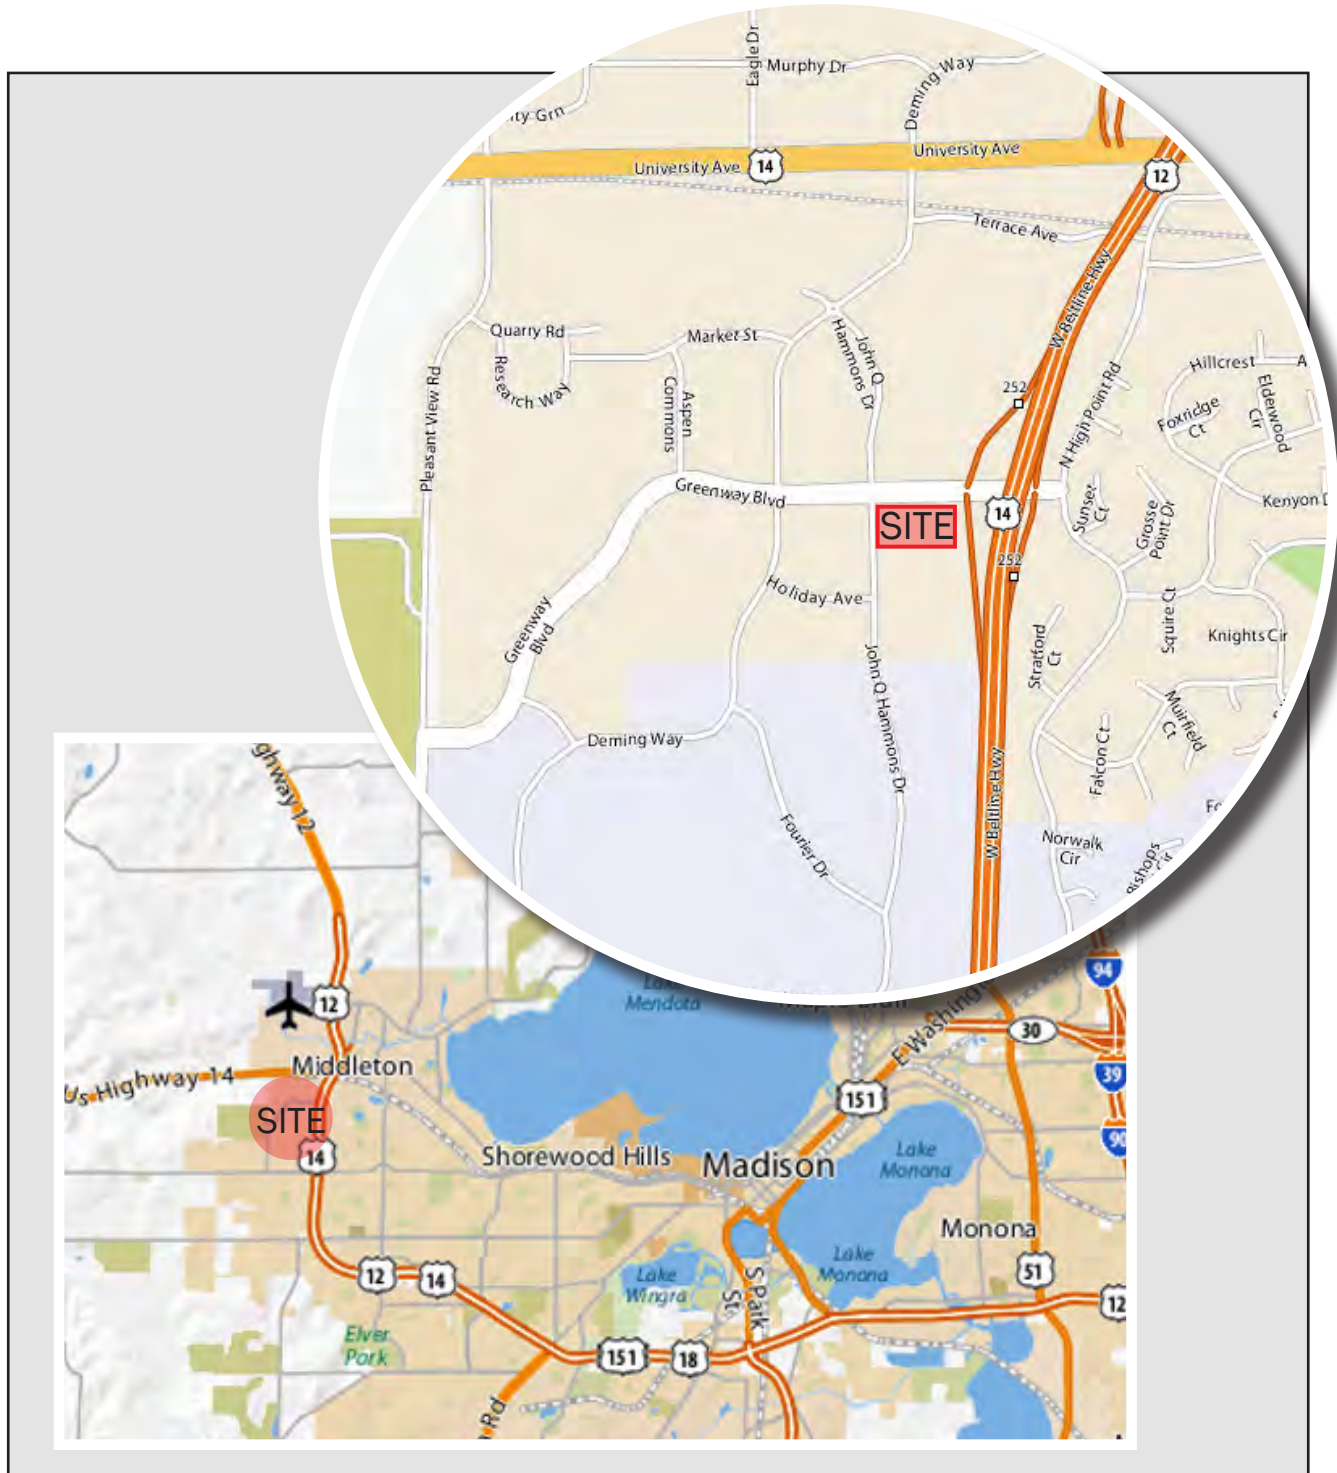 Eagle Dr
Murphy Dr
Deming Way
ity Grn
University Ave
14
University Ave
12
Terrace Ave
W Beltline Hwy
Quarry Rd
Research Way
Market St
Aspen
Commons
John Q
Hammons Dr
Pleasant View Rd
252
N High Point Rd
Hillcrest
A
Foxridge
Ct
Elderwood
Cir
Greenway Blvd
SITE
14
Sunset
Ct
Grosse
Point Dr
Kenyon D
252
Holiday Ave
Greenway
Blvd
Stratford
Ct
Squire Ct
Knights Cir
John Q Hammons Dr
Muirfield
Ct
Deming Way
Falcon Ct
Fourier Dr
W Beltline Hwy
Norwalk
Cir
Bishops
Cir
Fo
ghway 12
12
Lake
Mendota
94
30
E Washing
Us Highway 14
Middleton
39
151
SITE
14
90
Shorewood Hills
Madison
Lake
Monona
Monona
12
14
Lake
Wingra
S Park
St
Lake
Monona
51
12
Elver
Park
151
18
Rd